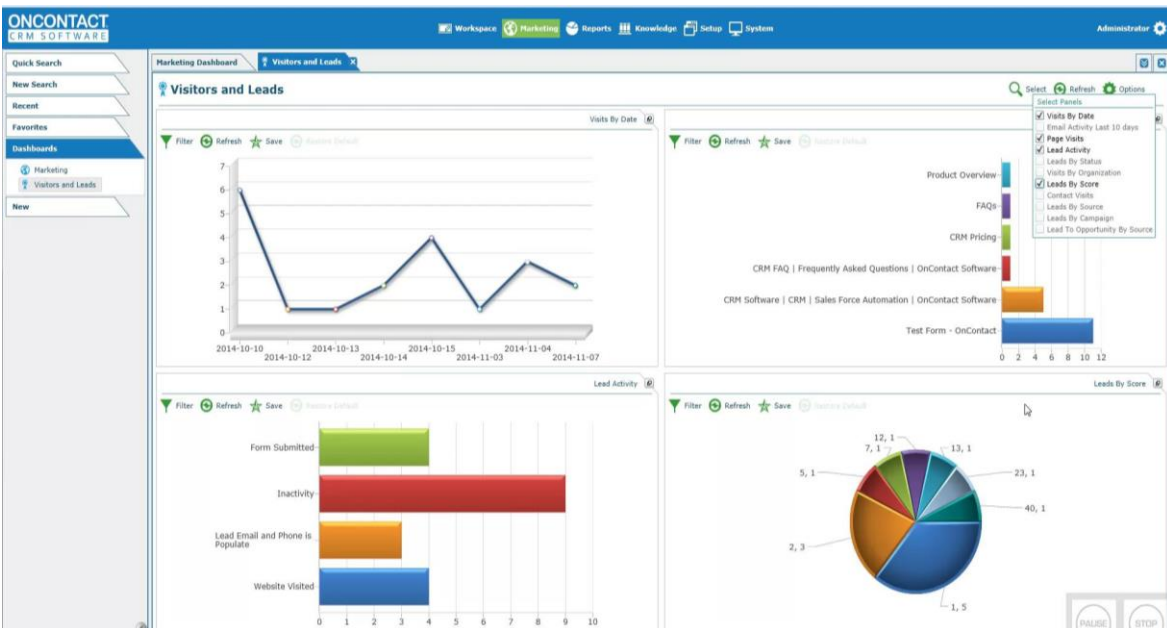 ONCONTACT
CRM SOFTWARE
Workspace Marketing Reports Knowledge Setup System
Administrator
Quick Search
New Search
Recent
Favorites
Dashboards
Marketing
Visitors and Leads
New
Marketing Dashboard
Visitors and Leads
Visitors and Leads
Select Refresh Options
Select Panels
Visits By Date
Email Activity Last 10 days
Page Visits
Lead Activity
Leads By Status
Visits By Organization
Leads By Score
Contact Visits
Leads By Source
Leads By Campaign
Lead To Opportunity By Source
Visits By Date
Filter Refresh Save Restore Default
7
6
5
4
3
2
1
0
2014-10-10 2014-10-13 2014-10-15 2014-11-04
2014-10-12 2014-10-14 2014-11-03 2014-11-07
Filter Refresh Save Restore Default
Product Overview
FAQs
CRM Pricing
CRM FAQ | Frequently Asked Questions | OnContact Software
CRM Software | CRM | Sales Force Automation | OnContact Software
Test Form - OnContact
0 2 4 6 8 10 12
Lead Activity
Filter Refresh Save Restore Default
Form Submitted
Inactivity
Lead Email and Phone is
Populate
Website Visited
0 1 2 3 4 5 6 7 8 9 10
Leads By Score
Filter Refresh Save Restore Default
12, 1
7, 1
13, 1
5, 1
23, 1
40, 1
2, 3
1, 5
PAUSE STOP